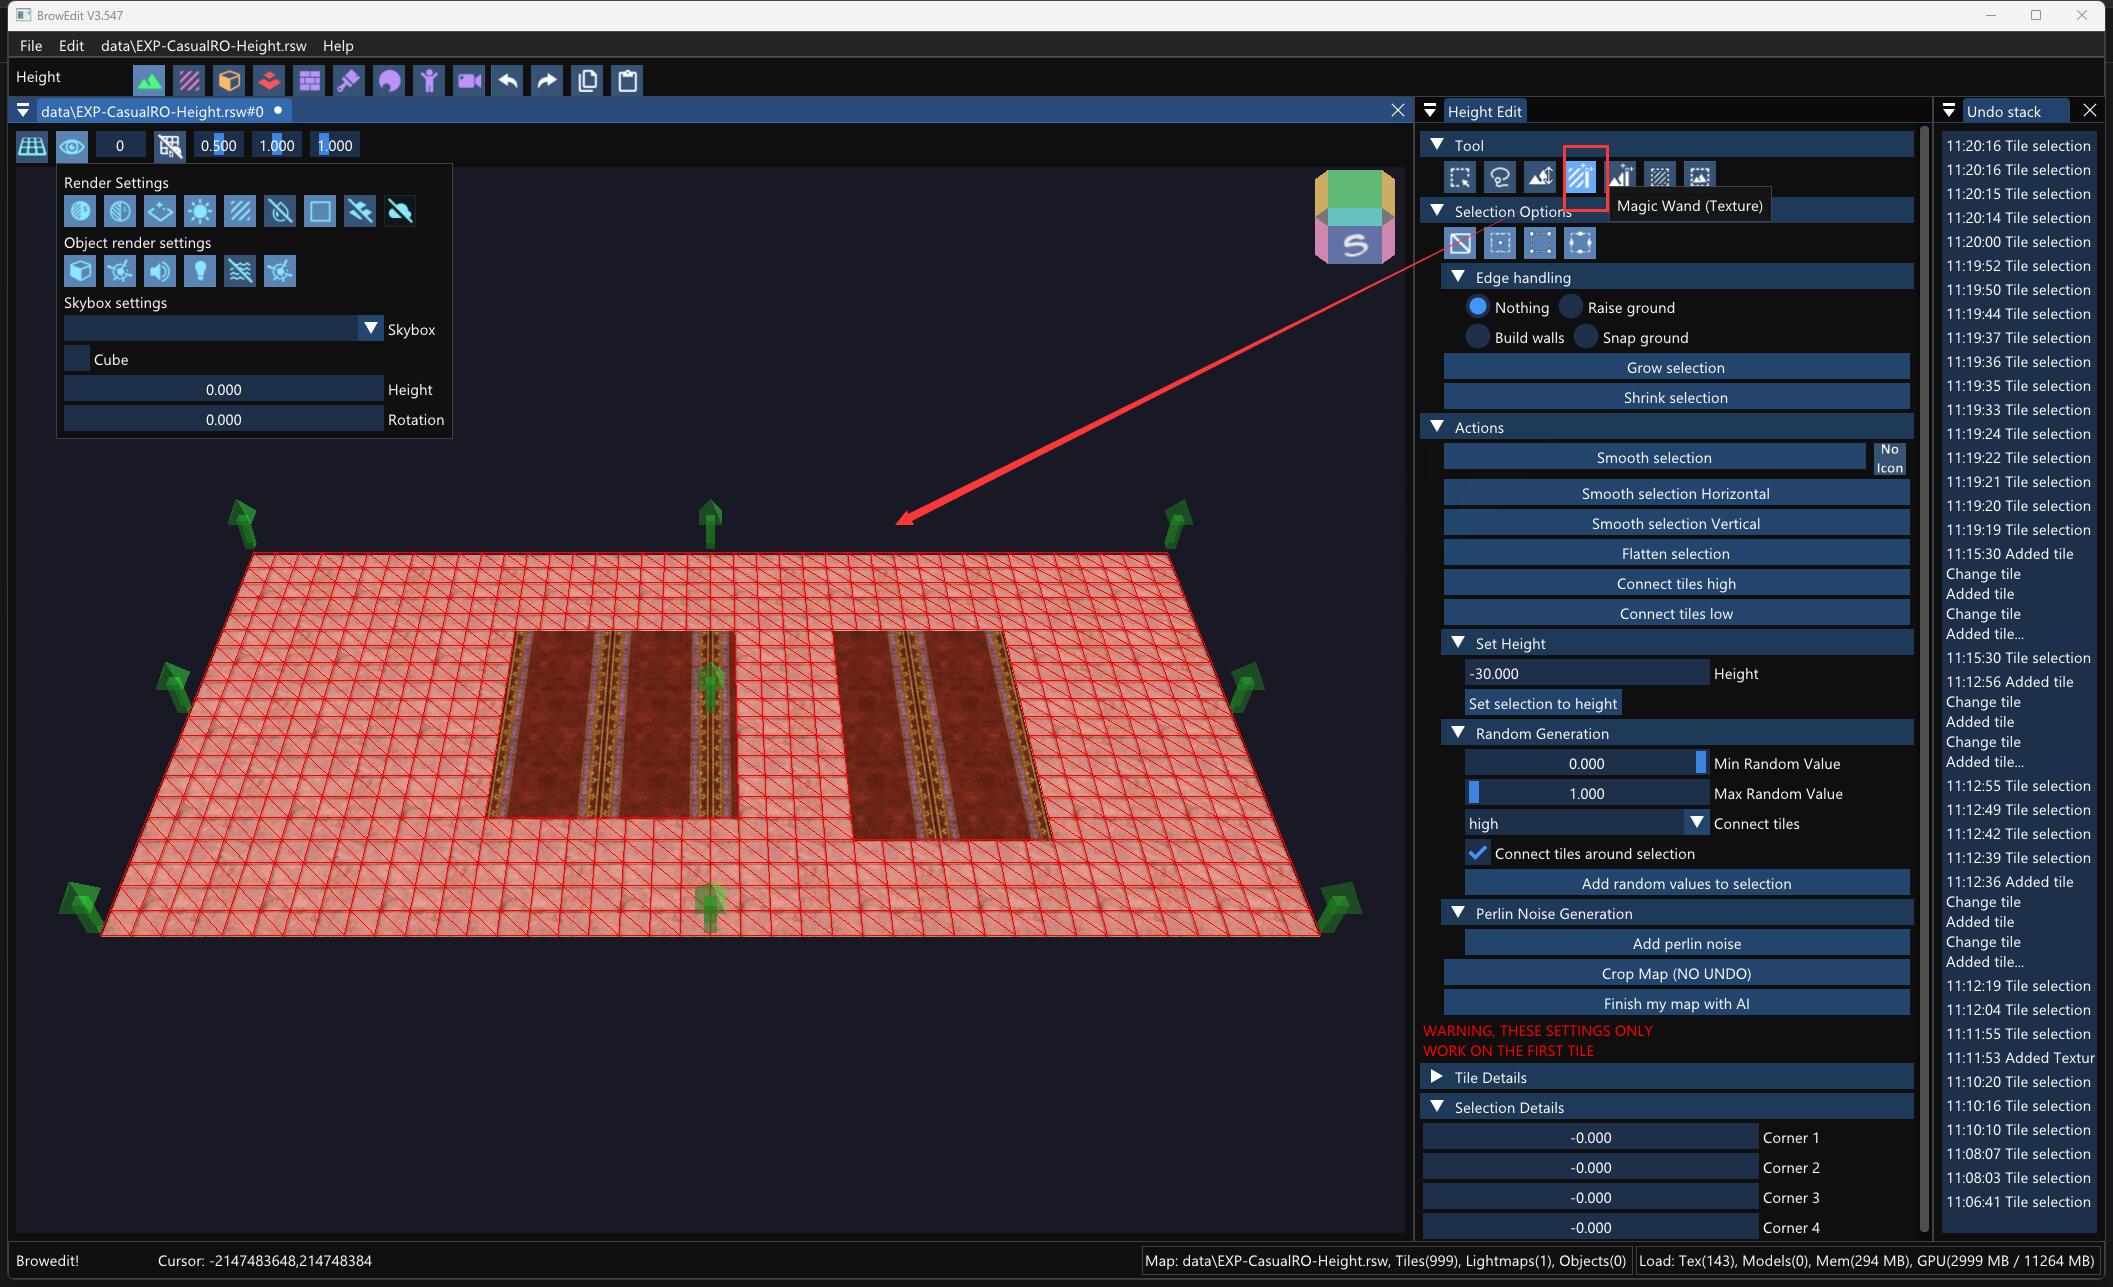 BrowEdit V3.547
File Edit data\EXP-CasualRO-Height.rsw Help
Height
data\EXP-CasualRO-Height.rsw#0
0 0.500 1.000 1.000
Render Settings
Object render settings
Skybox settings
Skybox
Cube
0.000 Height
0.000 Rotation
S
Height Edit
Tool
Magic Wand (Texture)
Selection Options
Edge handling
Nothing Raise ground
Build walls Snap ground
Grow selection
Shrink selection
Actions
Smooth selection
No
Icon
Smooth selection Horizontal
Smooth selection Vertical
Flatten selection
Connect tiles high
Connect tiles low
Set Height
-30.000 Height
Set selection to height
Random Generation
0.000 Min Random Value
1.000 Max Random Value
high Connect tiles
Connect tiles around selection
Add random values to selection
Perlin Noise Generation
Add perlin noise
Crop Map (NO UNDO)
Finish my map with AI
WARNING, THESE SETTINGS ONLY
WORK ON THE FIRST TILE
Tile Details
Selection Details
-0.000 Corner 1
-0.000 Corner 2
-0.000 Corner 3
-0.000 Corner 4
Undo stack
11:20:16 Tile selection
11:20:16 Tile selection
11:20:15 Tile selection
11:20:14 Tile selection
11:20:00 Tile selection
11:19:52 Tile selection
11:19:50 Tile selection
11:19:44 Tile selection
11:19:37 Tile selection
11:19:36 Tile selection
11:19:35 Tile selection
11:19:33 Tile selection
11:19:24 Tile selection
11:19:22 Tile selection
11:19:21 Tile selection
11:19:20 Tile selection
11:19:19 Tile selection
11:15:30 Added tile
Change tile
Added tile
Change tile
Added tile...
11:15:30 Tile selection
11:12:56 Added tile
Change tile
Added tile
Change tile
Added tile...
11:12:55 Tile selection
11:12:49 Tile selection
11:12:42 Tile selection
11:12:39 Tile selection
11:12:36 Added tile
Change tile
Added tile
Change tile
Added tile...
11:12:19 Tile selection
11:12:04 Tile selection
11:11:55 Tile selection
11:11:53 Added Textur
11:10:20 Tile selection
11:10:16 Tile selection
11:10:10 Tile selection
11:08:07 Tile selection
11:08:03 Tile selection
11:06:41 Tile selection
Browedit! Cursor: -2147483648,214748384
Map: data\EXP-CasualRO-Height.rsw, Tiles(999), Lightmaps(1), Objects(0) Load: Tex(143), Models(0), Mem(294 MB), GPU(2999 MB / 11264 MB)